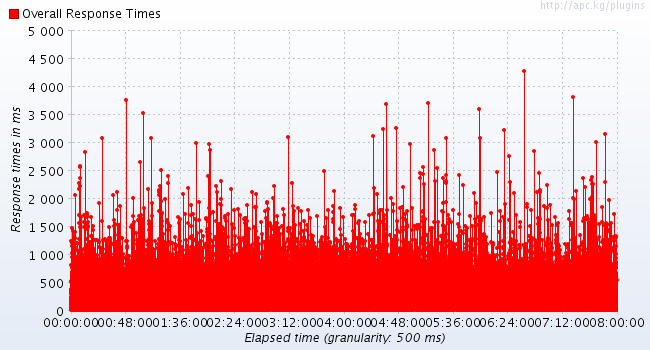 http://apc.kg/plugins
Overall Response Times
5 000
4 500
4 000
3 500
3 000
2 500
2 000
1 500
1 000
500
0
Response times in ms
00:00:00 00:48:00 01:36:00 02:24:00 03:12:00 04:00:00 04:48:00 05:36:00 06:24:00 07:12:00 08:00:00
Elapsed time (granularity: 500 ms)